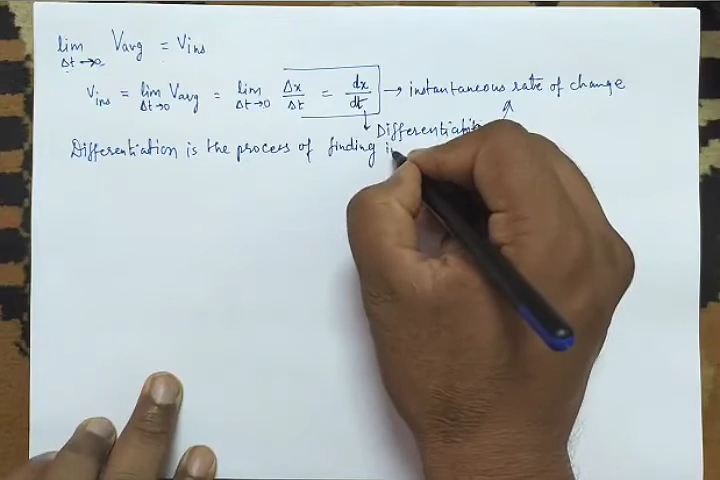 lim Δt→0 Vavg = Vins
Vins = lim Δt→0 Vavg = lim Δt→0 Δx/Δt = dx/dt → instantaneous rate of change
Differentiation
Differentiation is the process of finding i